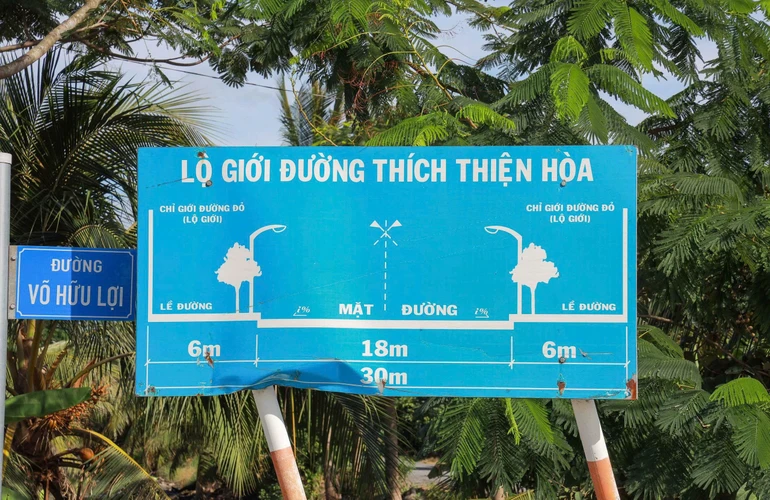 LỘ GIỚI ĐƯỜNG THÍCH THIỆN HÒA
CHỈ GIỚI ĐƯỜNG ĐỎ
(LỘ GIỚI)
CHỈ GIỚI ĐƯỜNG ĐỎ
(LỘ GIỚI)
LỀ ĐƯỜNG
i%
MẶT ĐƯỜNG
i%
LỀ ĐƯỜNG
6m
18m
6m
30m
ĐƯỜNG
VÕ HỮU LỢI